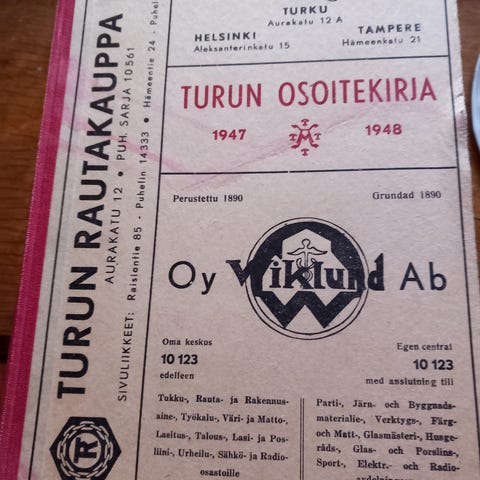 TURKU
Aurakatu 12 A
HELSINKI
Aleksanterinkatu 15
TAMPERE
Hämeenkatu 21
TURUN OSOITEKIRJA
1947
1948
Perustettu 1890
Grundad 1890
Oy Wiklund Ab
Oma keskus
10 123
edelleen
Egen central
10 123
med anslutning till
Tukku-, Rauta- ja Rakennus-
aine-, Työkalu-, Väri- ja Matto-,
Lasitus-, Talous-, Lasi- ja Pos-
liini-, Urheilu-, Sähkö- ja Radio-
osastoille
Parti-, Järn- och Byggnads-
materialie-, Verktygs-, Färg-
och Matt-, Glasmästeri-, Husge-
råds-, Glas- och Porslins-,
Sport-, Elektr.- och Radio-
TURUN RAUTAKAUPPA
AURAKATU 12 • PUH. SARJA 10561
SIVULIIKKEET: Raisiontie 85 - Puhelin 14333 • Hämeentie 24 -
TR